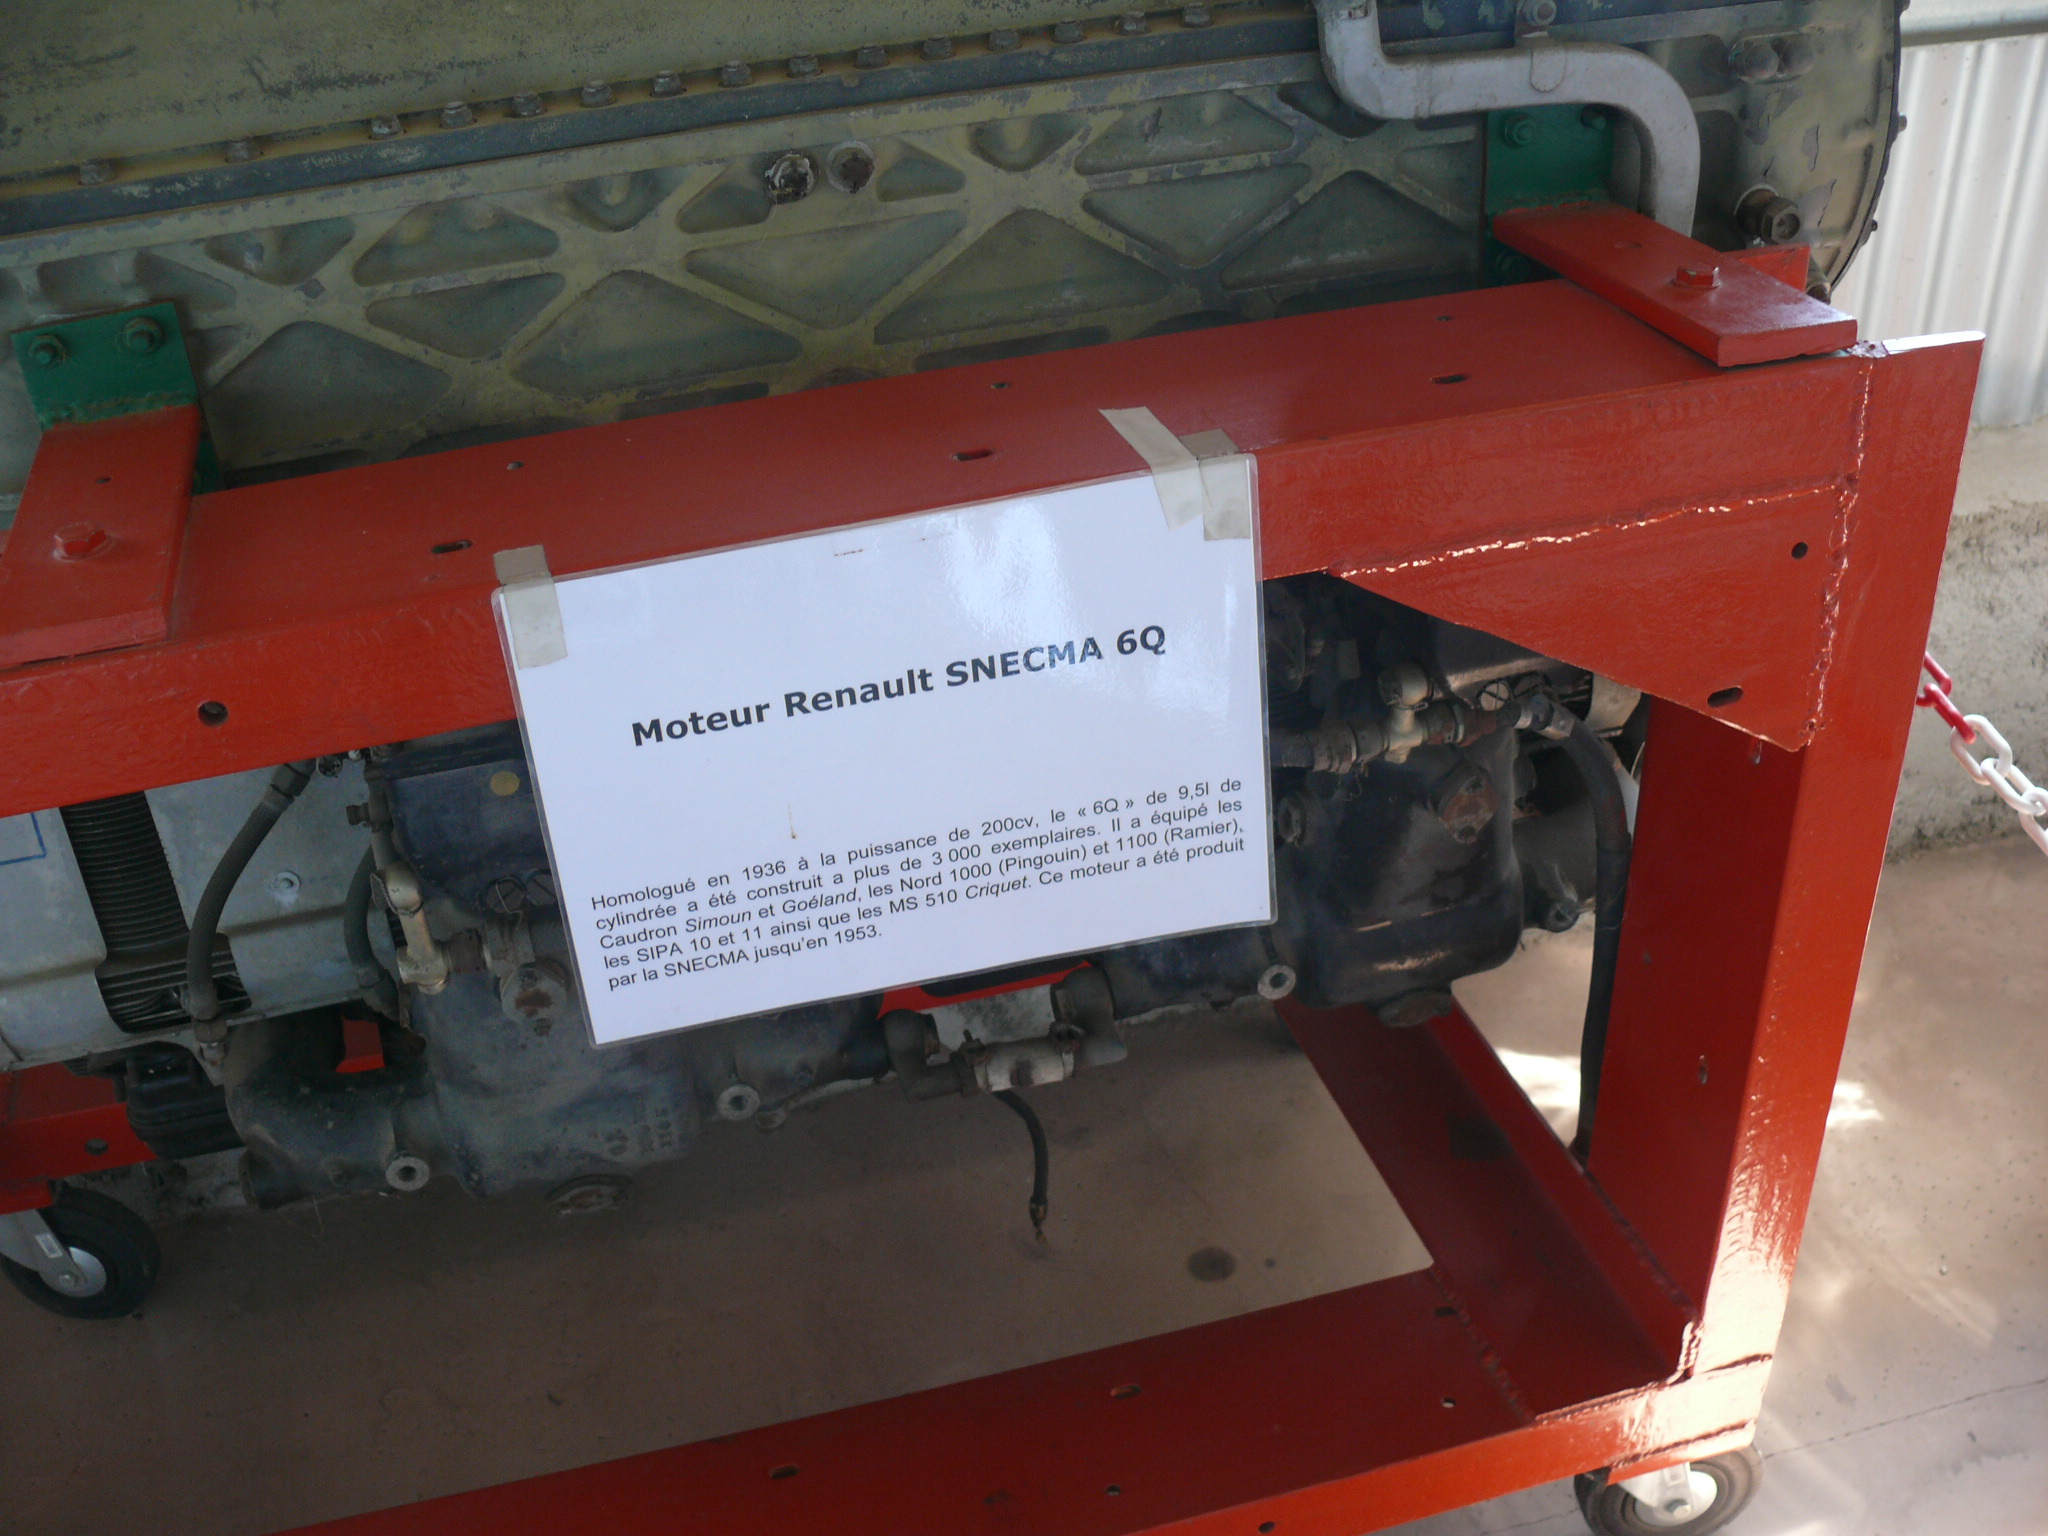 Moteur Renault SNECMA 6Q
Homologué en 1936 à la puissance de 200cv, le « 6Q » de 9,5l de
cylindrée a été construit a plus de 3 000 exemplaires. Il a équipé les
Caudron Simoun et Goéland, les Nord 1000 (Pingouin) et 1100 (Ramier),
les SIPA 10 et 11 ainsi que les MS 510 Criquet. Ce moteur a été produit
par la SNECMA jusqu'en 1953.